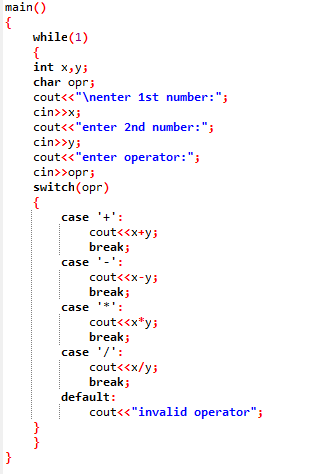 main()
{
while(1)
{
int x,y;
char opr;
cout<<"\nenter 1st number:";
cin>>x;
cout<<"enter 2nd number:";
cin>>y;
cout<<"enter operator:";
cin>>opr;
switch(opr)
{
case '+':
cout<<x+y;
break;
case '-':
cout<<x-y;
break;
case '*':
cout<<x*y;
break;
case '/':
cout<<x/y;
break;
default:
cout<<"invalid operator";
}
}
}